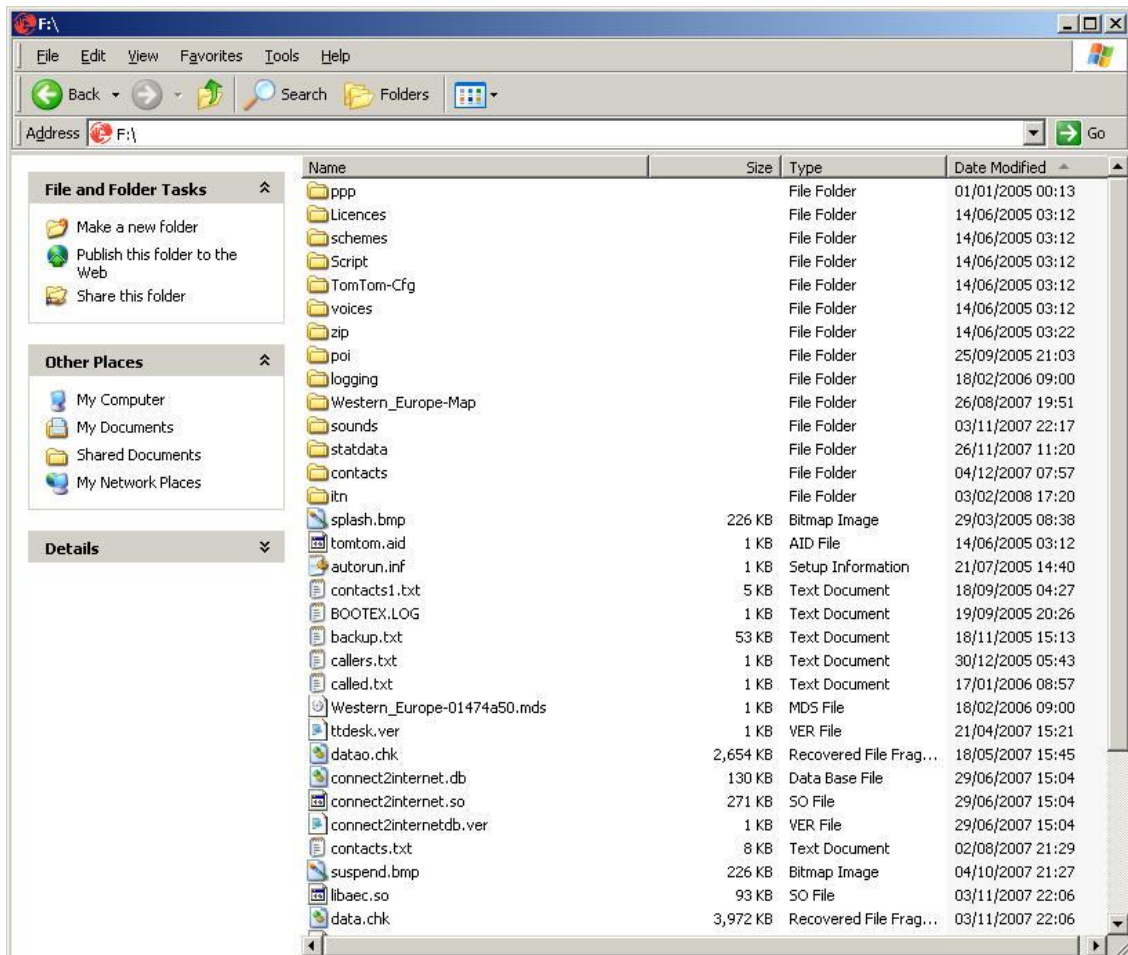 F:\
File Edit View Favorites Tools Help
Back Search Folders
Address F:\ Go
File and Folder Tasks
Make a new folder
Publish this folder to the
Web
Share this folder
Other Places
My Computer
My Documents
Shared Documents
My Network Places
Details
Name Size Type Date Modified
ppp File Folder 01/01/2005 00:13
Licences File Folder 14/06/2005 03:12
schemes File Folder 14/06/2005 03:12
Script File Folder 14/06/2005 03:12
TomTom-Cfg File Folder 14/06/2005 03:12
voices File Folder 14/06/2005 03:12
zip File Folder 14/06/2005 03:22
poi File Folder 25/09/2005 21:03
logging File Folder 18/02/2006 09:00
Western_Europe-Map File Folder 26/08/2007 19:51
sounds File Folder 03/11/2007 22:17
statdata File Folder 26/11/2007 11:20
contacts File Folder 04/12/2007 07:57
itn File Folder 03/02/2008 17:20
splash.bmp 226 KB Bitmap Image 29/03/2005 08:38
tomtom.aid 1 KB AID File 14/06/2005 03:12
autorun.inf 1 KB Setup Information 21/07/2005 14:40
contacts1.txt 5 KB Text Document 18/09/2005 04:27
BOOTEX.LOG 1 KB Text Document 19/09/2005 20:26
backup.txt 53 KB Text Document 18/11/2005 15:13
callers.txt 1 KB Text Document 30/12/2005 05:43
called.txt 1 KB Text Document 17/01/2006 08:57
Western_Europe-01474a50.mds 1 KB MDS File 18/02/2006 09:00
ttdesk.ver 1 KB VER File 21/04/2007 15:21
datao.chk 2,654 KB Recovered File Frag... 18/05/2007 15:45
connect2internet.db 130 KB Data Base File 29/06/2007 15:04
connect2internet.so 271 KB SO File 29/06/2007 15:04
connect2internetdb.ver 1 KB VER File 29/06/2007 15:04
contacts.txt 8 KB Text Document 02/08/2007 21:29
suspend.bmp 226 KB Bitmap Image 04/10/2007 21:27
libaec.so 93 KB SO File 03/11/2007 22:06
data.chk 3,972 KB Recovered File Frag... 03/11/2007 22:06